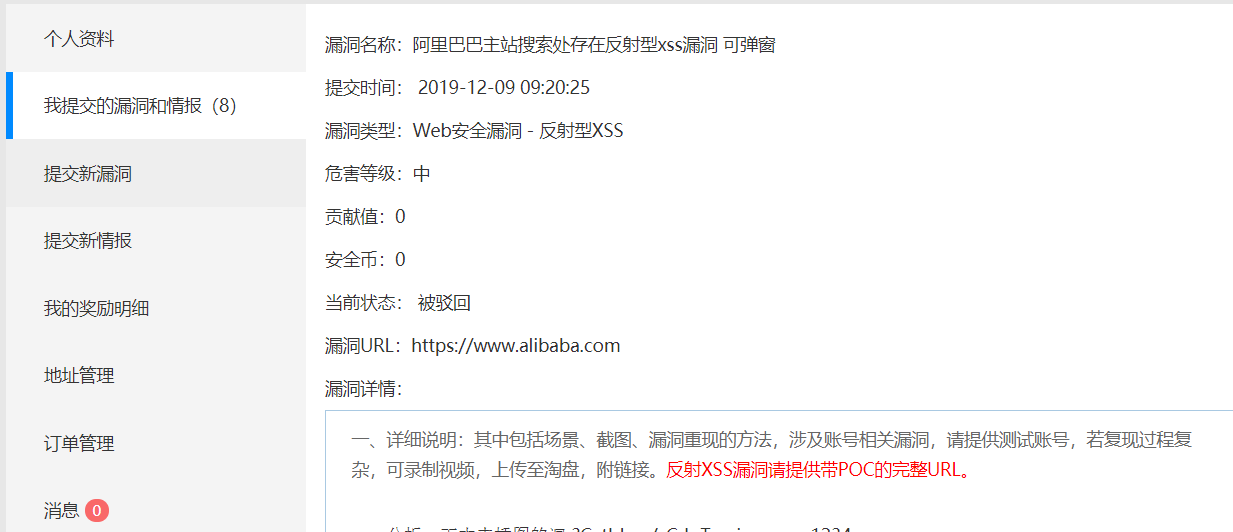 个人资料
我提交的漏洞和情报（8）
提交新漏洞
提交新情报
我的奖励明细
地址管理
订单管理
消息 0
漏洞名称：阿里巴巴主站搜索处存在反射型xss漏洞 可弹窗
提交时间： 2019-12-09 09:20:25
漏洞类型：Web安全漏洞 - 反射型XSS
危害等级：中
贡献值：0
安全币：0
当前状态： 被驳回
漏洞URL：https://www.alibaba.com
漏洞详情：
一、详细说明：其中包括场景、截图、漏洞重现的方法，涉及账号相关漏洞，请提供测试账号，若复现过程复
杂，可录制视频，上传至淘盘，附链接。反射XSS漏洞请提供带POC的完整URL。